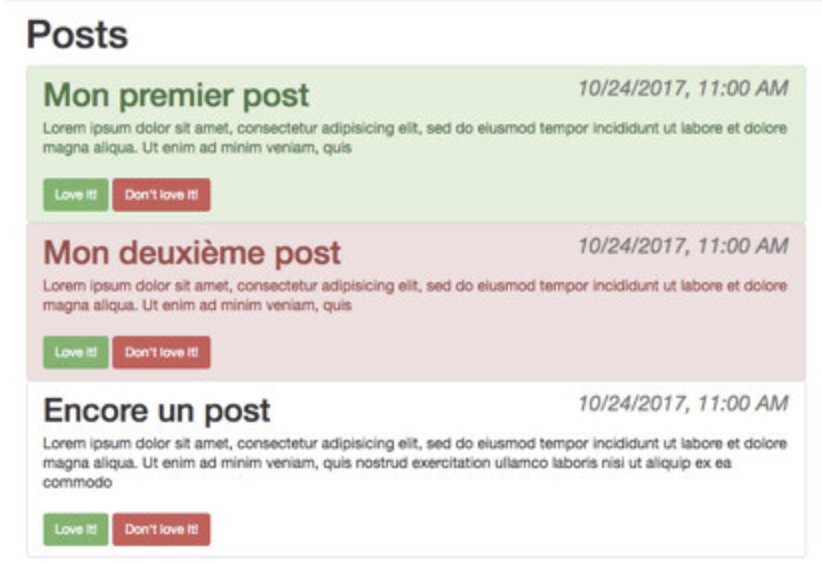 Posts
Mon premier post
10/24/2017, 11:00 AM
Lorem ipsum dolor sit amet, consectetur adipisicing elit, sed do eiusmod tempor incididunt ut labore et dolore
magna aliqua. Ut enim ad minim veniam, quis
Love it! Don't love it!
Mon deuxième post
10/24/2017, 11:00 AM
Lorem ipsum dolor sit amet, consectetur adipisicing elit, sed do eiusmod tempor incididunt ut labore et dolore
magna aliqua. Ut enim ad minim veniam, quis
Love it! Don't love it!
Encore un post
10/24/2017, 11:00 AM
Lorem ipsum dolor sit amet, consectetur adipisicing elit, sed do eiusmod tempor incididunt ut labore et dolore
magna aliqua. Ut enim ad minim veniam, quis nostrud exercitation ullamco laboris nisi ut aliquip ex ea
commodo
Love it! Don't love it!